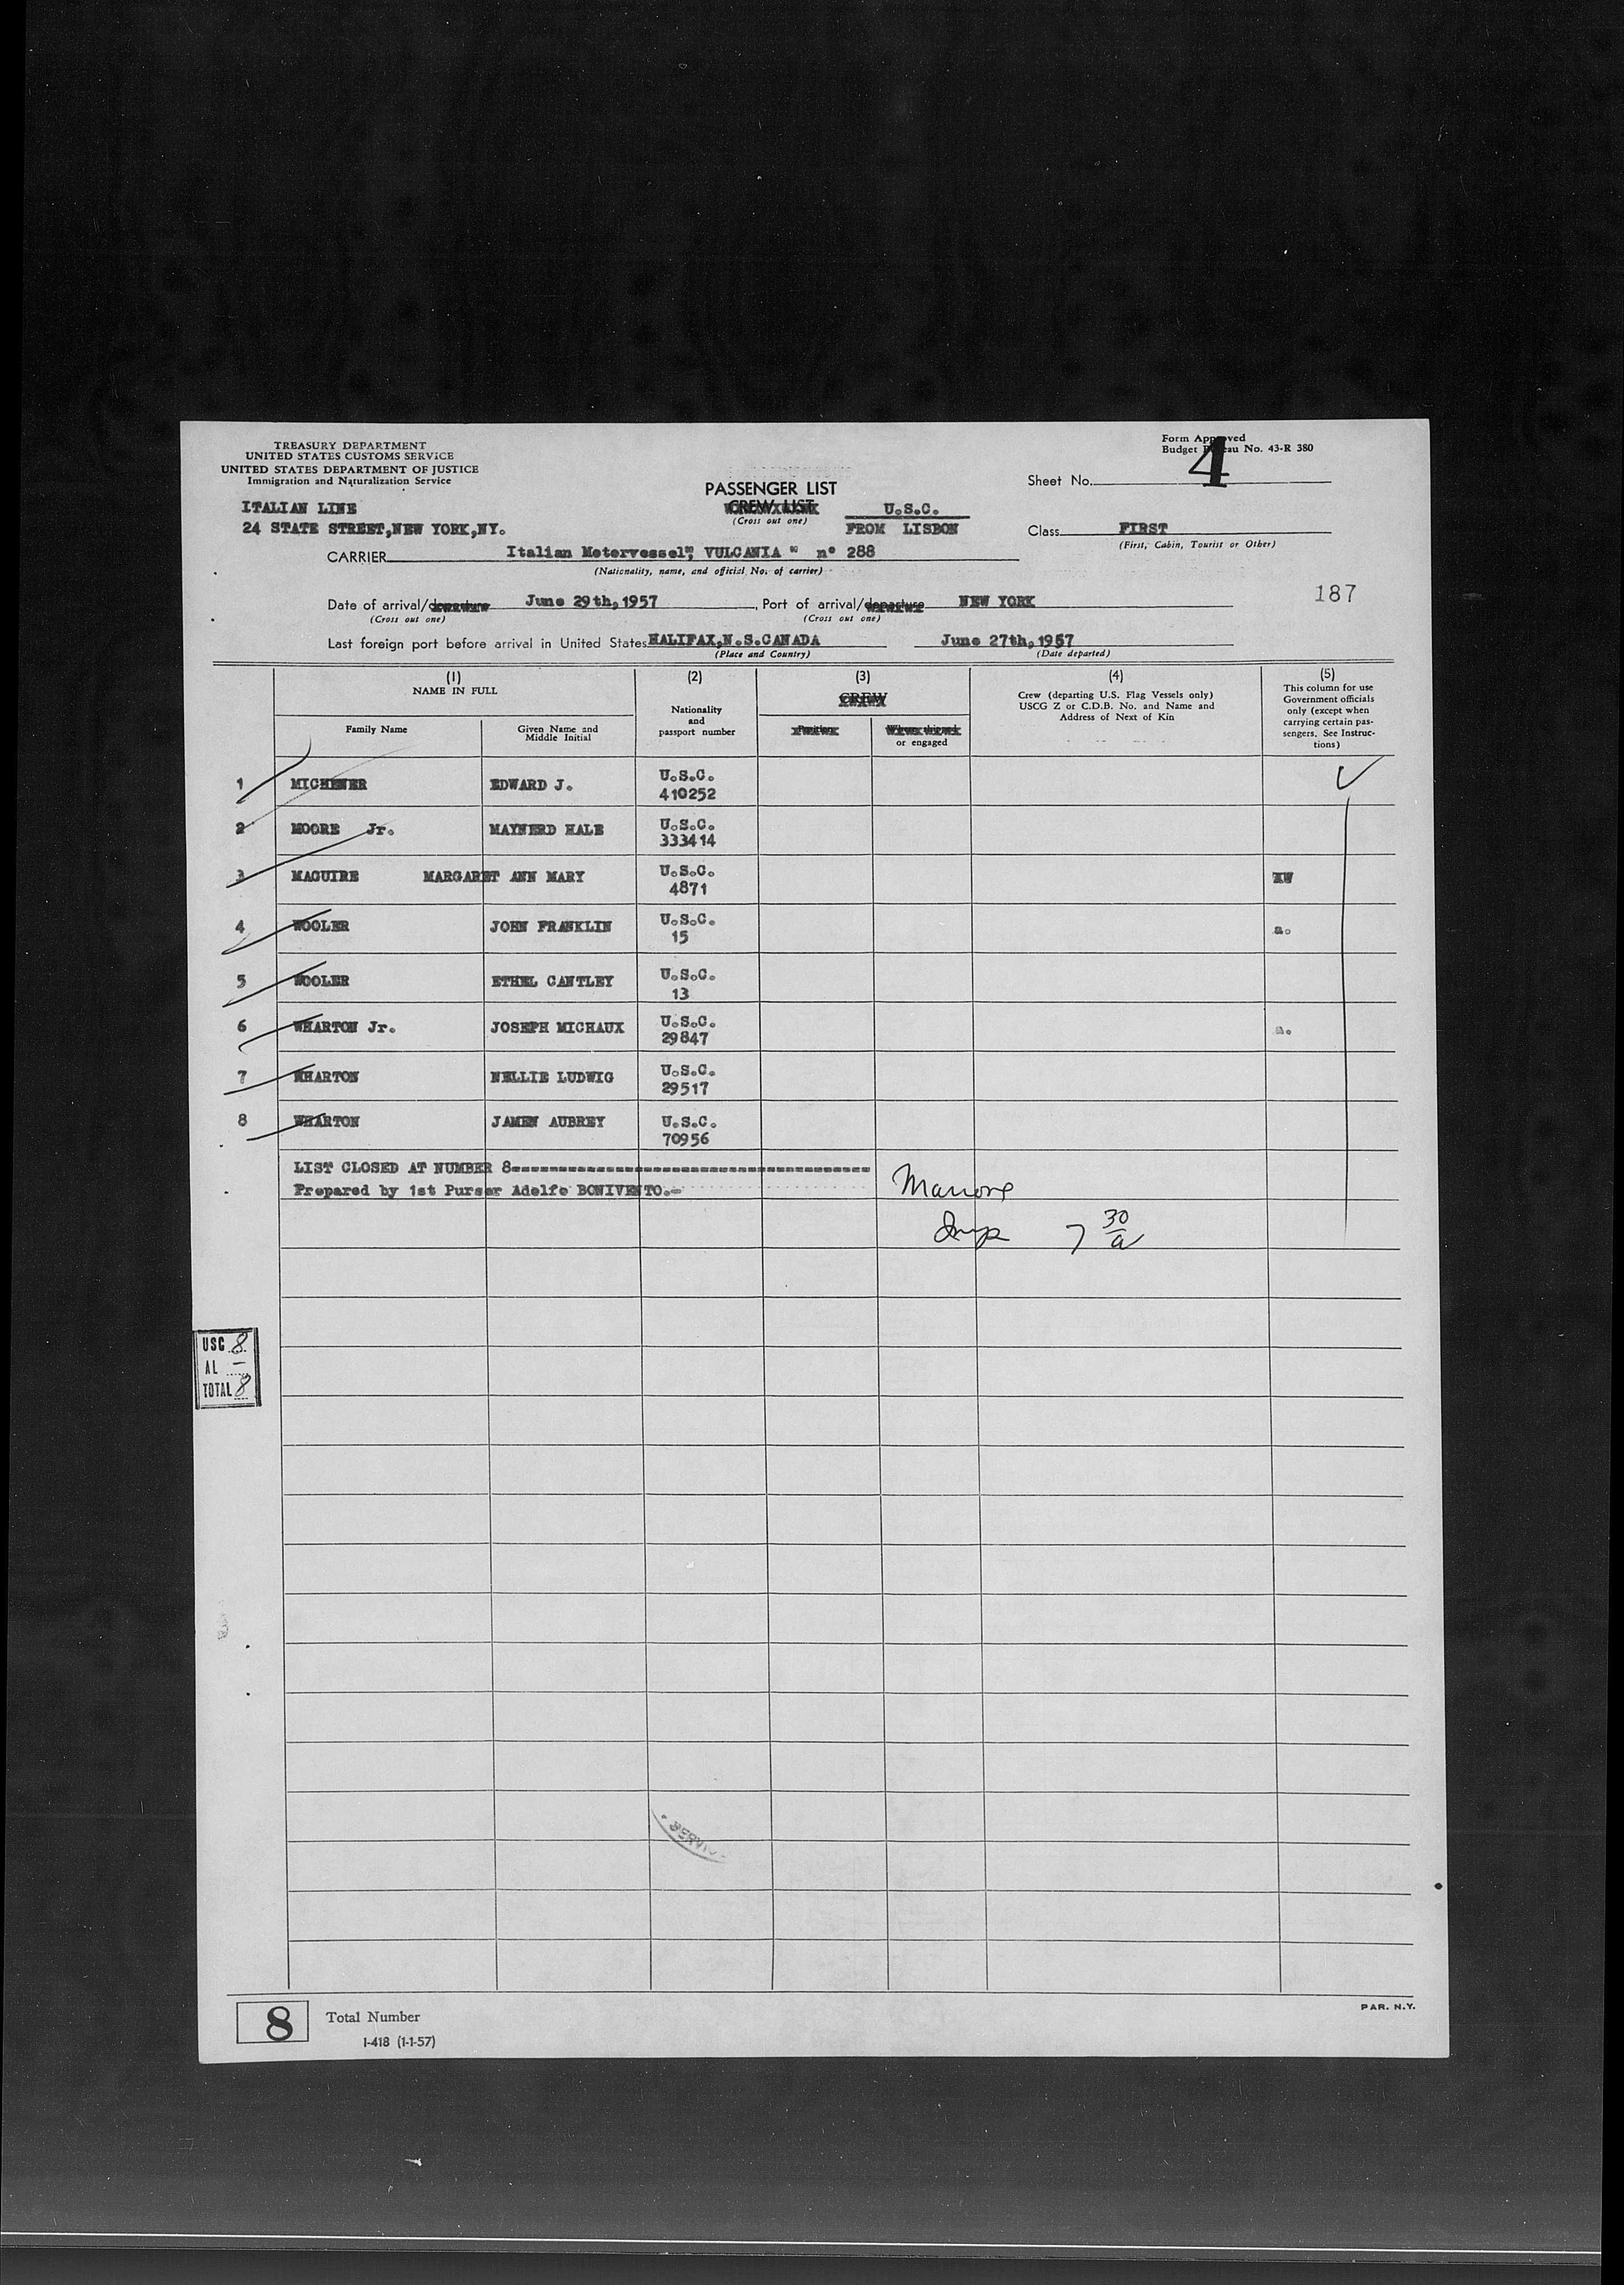 TREASURY DEPARTMENT
UNITED STATES CUSTOMS SERVICE
UNITED STATES DEPARTMENT OF JUSTICE
Immigration and Naturalization Service
Form Approved
Budget Bureau No. 43-R 380
Sheet No. 4
ITALIAN LINE
24 STATE STREET,NEW YORK,NY.
PASSENGER LIST
CREW LIST
(Cross out one)
U.S.C.
FROM LISBON
Class FIRST
(First, Cabin, Tourist or Other)
CARRIER Italian Motorvessel" VULCANIA " n° 288
(Nationality, name, and official No. of carrier)
187
Date of arrival/departure June 29th,1957, Port of arrival/departure NEW YORK
(Cross out one) (Cross out one)
Last foreign port before arrival in United States HALIFAX,N.S.CANADA June 27th,1957
(Place and Country) (Date departed)
(1) (2) (3) (4) (5)
NAME IN FULL
Family Name
Given Name and
Middle Initial
Nationality
and
passport number
CREW
or engaged
Crew (departing U.S. Flag Vessels only)
USCG Z or C.D.B. No. and Name and
Address of Next of Kin
This column for use
Government officials
only (except when
carrying certain pas-
sengers. See Instruc-
tions)
1 MICHENER EDWARD J. U.S.C.
410252
2 MOORE Jr. MAYNERD HALE U.S.C.
333414
3 MAGUIRE MARGARET ANN MARY U.S.C.
4871
4 WOOLER JOHN FRANKLIN U.S.C. a.
15
5 WOOLER ETHEL CANTLEY U.S.C.
13
6 WHARTON Jr. JOSEPH MICHAUX U.S.C. a.
29847
7 WHARTON NELLIE LUDWIG U.S.C.
29517
8 WHARTON JAMEN AUBREY U.S.C.
70956
LIST CLOSED AT NUMBER 8
Prepared by 1st Purser Adolfo BONIVENTO.-
7 30/a
USC 8
AL —
TOTAL 8
SERVI
8 Total Number
I-418 (1-1-57)
PAR. N.Y.